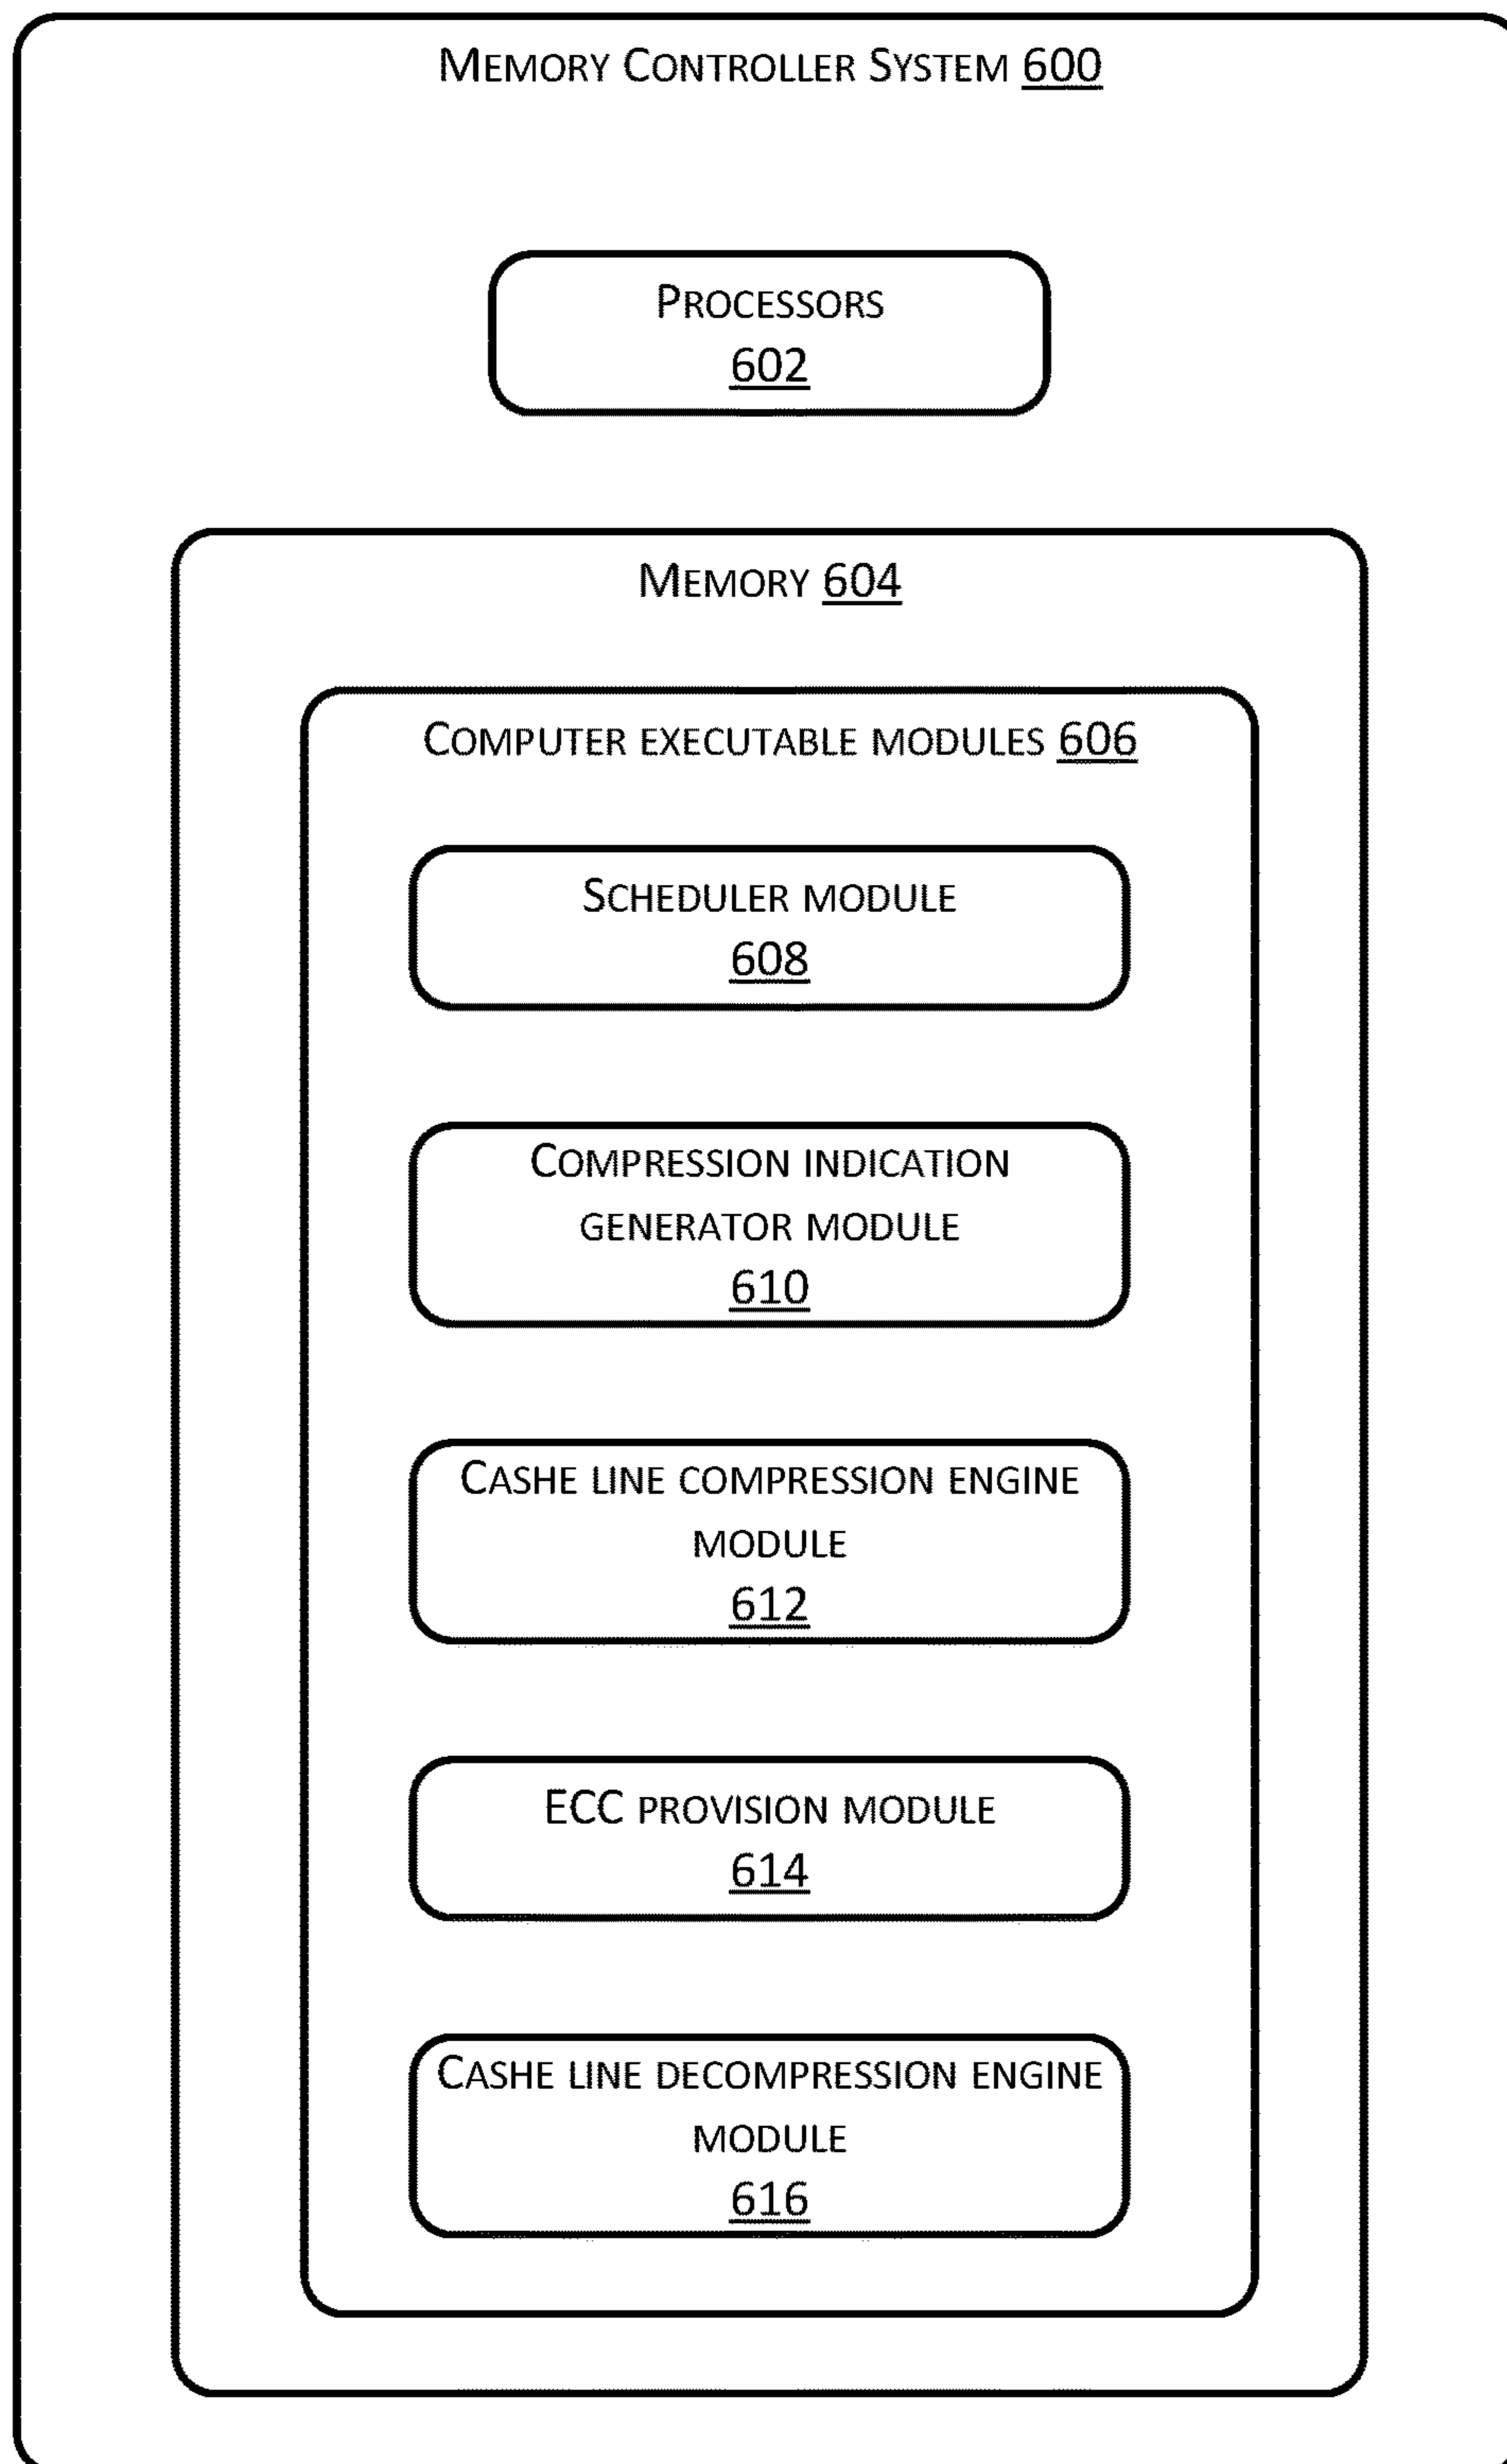 MEMORY CONTROLLER SYSTEM 600
PROCESSORS
602
MEMORY 604
COMPUTER EXECUTABLE MODULES 606
SCHEDULER MODULE
608
COMPRESSION INDICATION
GENERATOR MODULE
610
CASHE LINE COMPRESSION ENGINE
MODULE
612
ECC PROVISION MODULE
614
CASHE LINE DECOMPRESSION ENGINE
MODULE
616